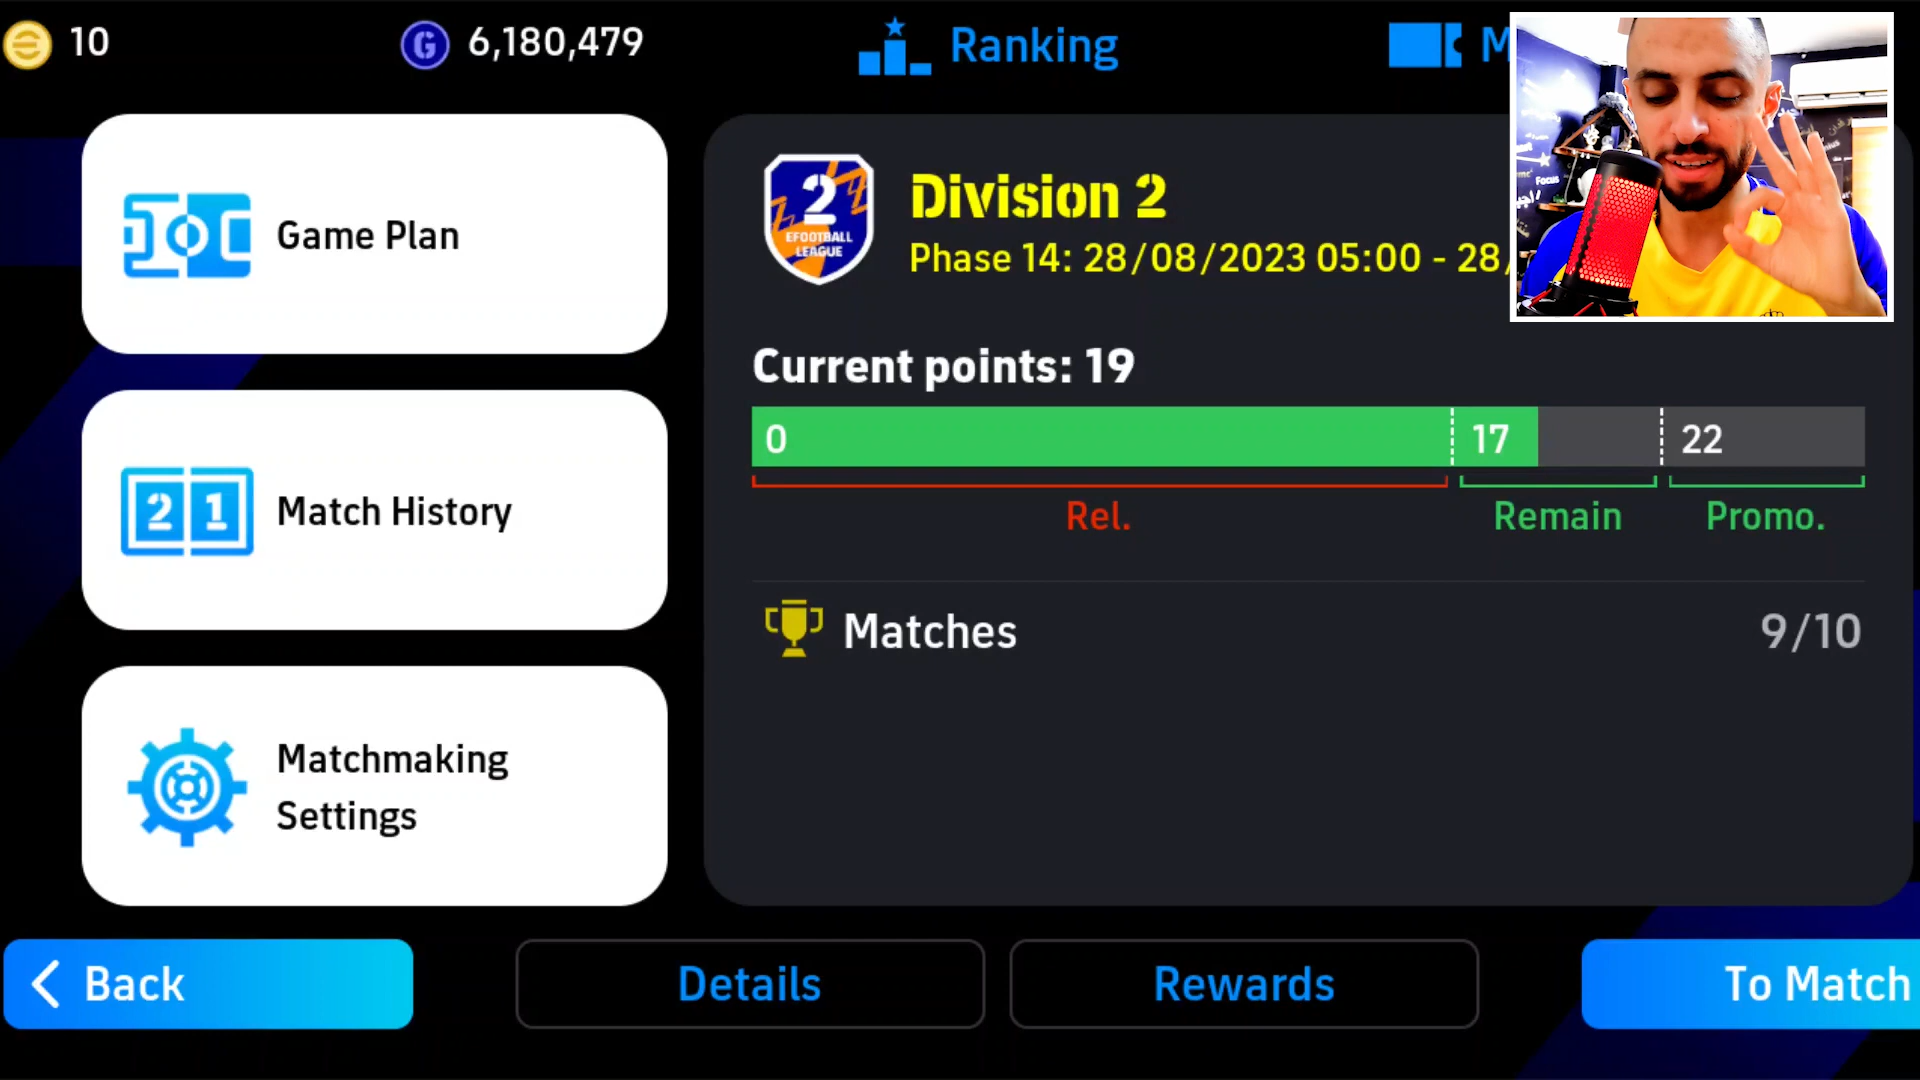 10
6,180,479
Ranking
M
Game Plan
Match History
Matchmaking
Settings
2
EFOOTBALL
LEAGUE
Division 2
Phase 14: 28/08/2023 05:00 - 28/
Current points: 19
0
17
22
Rel.
Remain
Promo.
Matches
9/10
Focus
Back
Details
Rewards
To Match